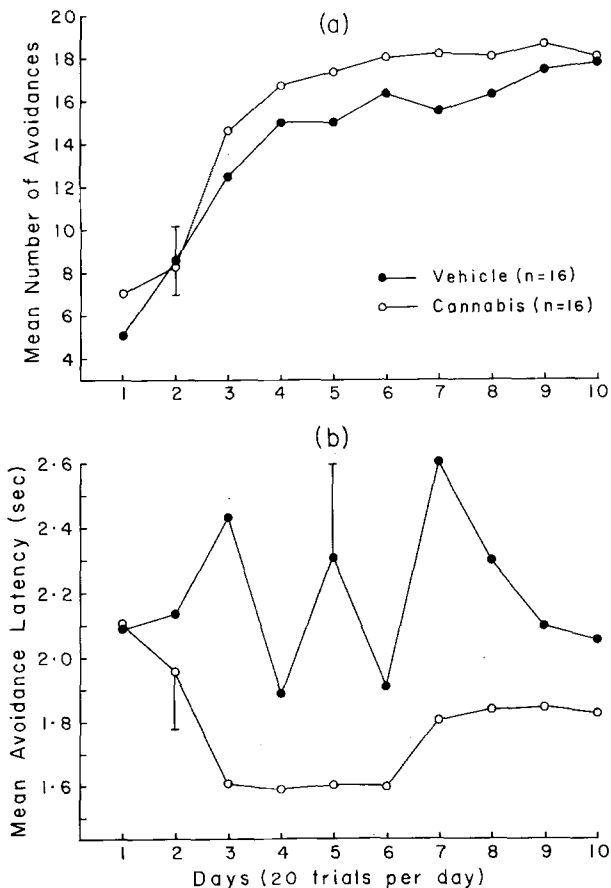 (a)
Mean Number of Avoidances
20
18
16
14
12
10
8
6
4
Vehicle (n=16)
Cannabis (n=16)
1 2 3 4 5 6 7 8 9 10
(b)
Mean Avoidance Latency (sec)
2·6
2·4
2·2
2·0
1·8
1·6
1 2 3 4 5 6 7 8 9 10
Days (20 trials per day)